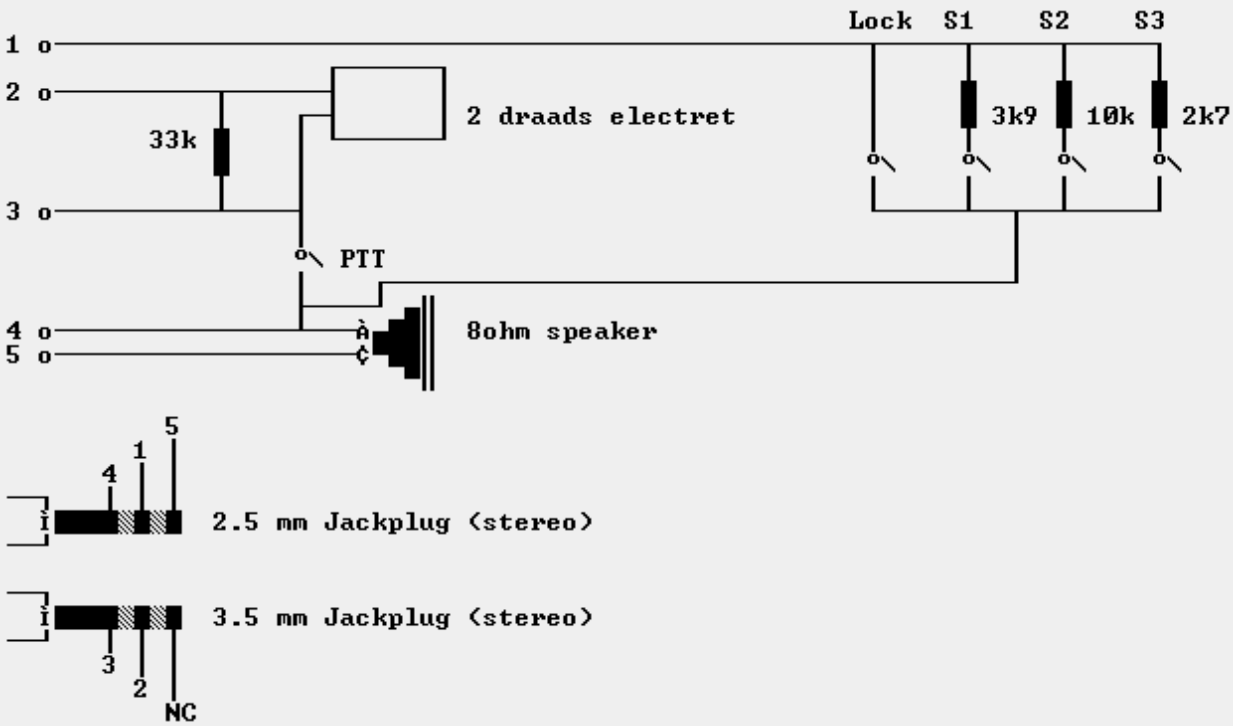 Lock S1 S2 S3
1 o
2 o
2 draads electret
33k
3k9 10k 2k7
3 o
PTT
4 o
8ohm speaker
5 o
5
1
4
2.5 mm Jackplug (stereo)
3.5 mm Jackplug (stereo)
3
2
NC